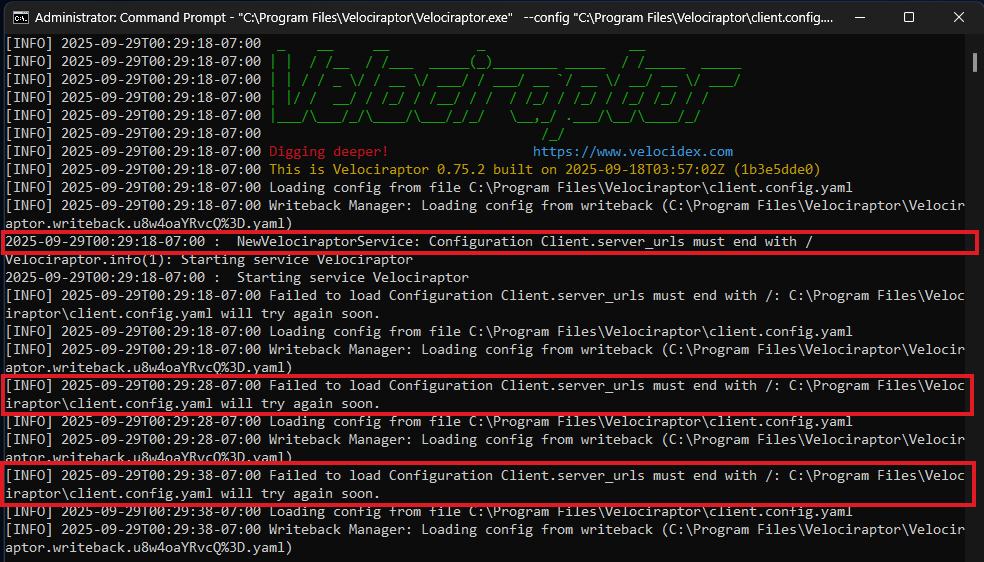 Administrator: Command Prompt - "C:\Program Files\Velociraptor\Velociraptor.exe"  --config "C:\Program Files\Velociraptor\client.config....
[INFO] 2025-09-29T00:29:18-07:00
[INFO] 2025-09-29T00:29:18-07:00
[INFO] 2025-09-29T00:29:18-07:00
[INFO] 2025-09-29T00:29:18-07:00
[INFO] 2025-09-29T00:29:18-07:00
[INFO] 2025-09-29T00:29:18-07:00
Velociraptor
[INFO] 2025-09-29T00:29:18-07:00 Digging deeper! https://www.velocidex.com
[INFO] 2025-09-29T00:29:18-07:00 This is Velociraptor 0.75.2 built on 2025-09-18T03:57:02Z (1b3e5dde0)
[INFO] 2025-09-29T00:29:18-07:00 Loading config from file C:\Program Files\Velociraptor\client.config.yaml
[INFO] 2025-09-29T00:29:18-07:00 Writeback Manager: Loading config from writeback (C:\Program Files\Velociraptor\Velocir
aptor.writeback.u8w4oaYRvcQ%3D.yaml)
2025-09-29T00:29:18-07:00 :  NewVelociraptorService: Configuration Client.server_urls must end with /
Velociraptor.info(1): Starting service Velociraptor
2025-09-29T00:29:18-07:00 :  Starting service Velociraptor
[INFO] 2025-09-29T00:29:18-07:00 Failed to load Configuration Client.server_urls must end with /: C:\Program Files\Veloc
iraptor\client.config.yaml will try again soon.
[INFO] 2025-09-29T00:29:18-07:00 Loading config from file C:\Program Files\Velociraptor\client.config.yaml
[INFO] 2025-09-29T00:29:18-07:00 Writeback Manager: Loading config from writeback (C:\Program Files\Velociraptor\Velocir
aptor.writeback.u8w4oaYRvcQ%3D.yaml)
[INFO] 2025-09-29T00:29:28-07:00 Failed to load Configuration Client.server_urls must end with /: C:\Program Files\Veloc
iraptor\client.config.yaml will try again soon.
[INFO] 2025-09-29T00:29:28-07:00 Loading config from file C:\Program Files\Velociraptor\client.config.yaml
[INFO] 2025-09-29T00:29:28-07:00 Writeback Manager: Loading config from writeback (C:\Program Files\Velociraptor\Velocir
aptor.writeback.u8w4oaYRvcQ%3D.yaml)
[INFO] 2025-09-29T00:29:38-07:00 Failed to load Configuration Client.server_urls must end with /: C:\Program Files\Veloc
iraptor\client.config.yaml will try again soon.
[INFO] 2025-09-29T00:29:38-07:00 Loading config from file C:\Program Files\Velociraptor\client.config.yaml
[INFO] 2025-09-29T00:29:38-07:00 Writeback Manager: Loading config from writeback (C:\Program Files\Velociraptor\Velocir
aptor.writeback.u8w4oaYRvcQ%3D.yaml)